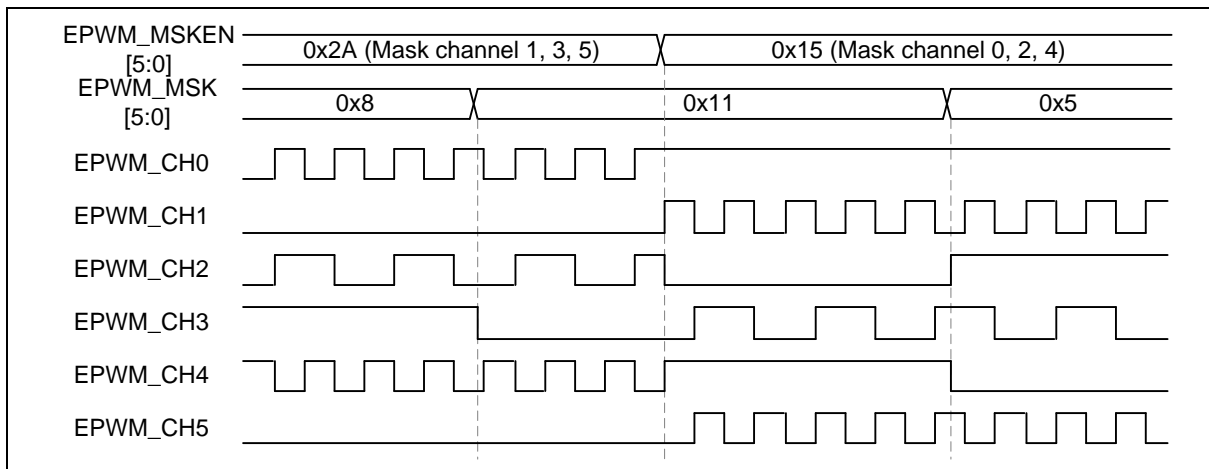 EPWM_MSKEN
[5:0]
0x2A (Mask channel 1, 3, 5)
0x15 (Mask channel 0, 2, 4)
EPWM_MSK
[5:0]
0x8
0x11
0x5
EPWM_CH0
EPWM_CH1
EPWM_CH2
EPWM_CH3
EPWM_CH4
EPWM_CH5